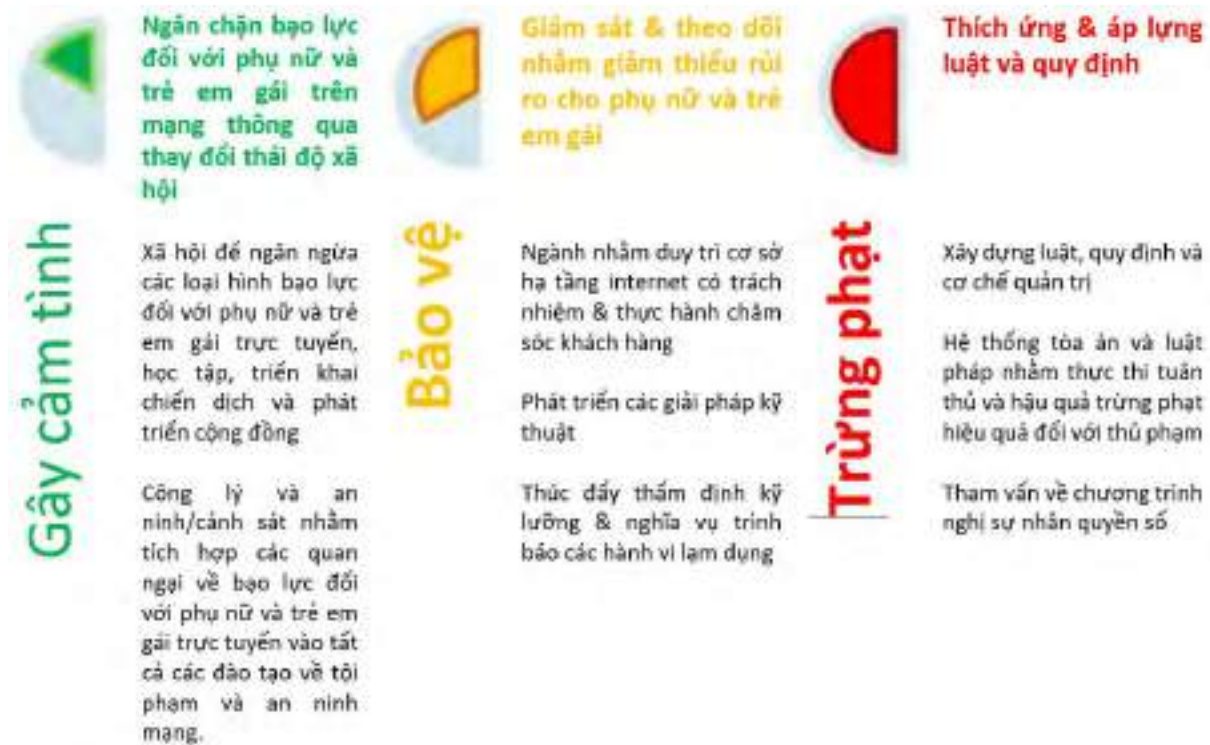 Ngăn chặn bạo lực
đối với phụ nữ và
trẻ em gái trên
mạng thông qua
thay đổi thái độ xã
hội
Gây cảm tình
Xã hội để ngăn ngừa
các loại hình bạo lực
đối với phụ nữ và trẻ
em gái trực tuyến,
học tập, triển khai
chiến dịch và phát
triển cộng đồng
Công lý và an
ninh/cảnh sát nhằm
tích hợp các quan
ngại về bạo lực đối
với phụ nữ và trẻ em
gái trực tuyến vào tất
cả các đào tạo về tội
phạm và an ninh
mạng.
Giám sát & theo dõi
nhằm giảm thiểu rủi
ro cho phụ nữ và trẻ
em gái
Bảo vệ
Ngành nhằm duy trì cơ sở
hạ tầng internet có trách
nhiệm & thực hành chăm
sóc khách hàng
Phát triển các giải pháp kỹ
thuật
Thúc đẩy thẩm định kỹ
lưỡng & nghĩa vụ trình
báo các hành vi lạm dụng
Thích ứng & áp lựng
luật và quy định
Trừng phạt
Xây dựng luật, quy định và
cơ chế quản trị
Hệ thống tòa án và luật
pháp nhằm thực thi tuân
thủ và hậu quả trừng phạt
hiệu quả đối với thủ phạm
Tham vấn về chương trình
nghị sự nhân quyền số